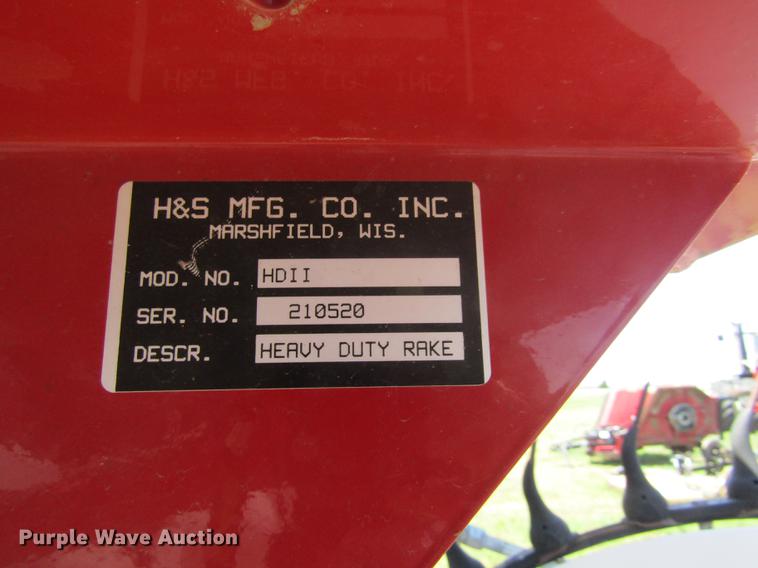 H&S MFG. CO. INC.
MARSHFIELD, WIS.
MOD. NO. HDII
SER. NO. 210520
DESCR. HEAVY DUTY RAKE
Purple Wave Auction